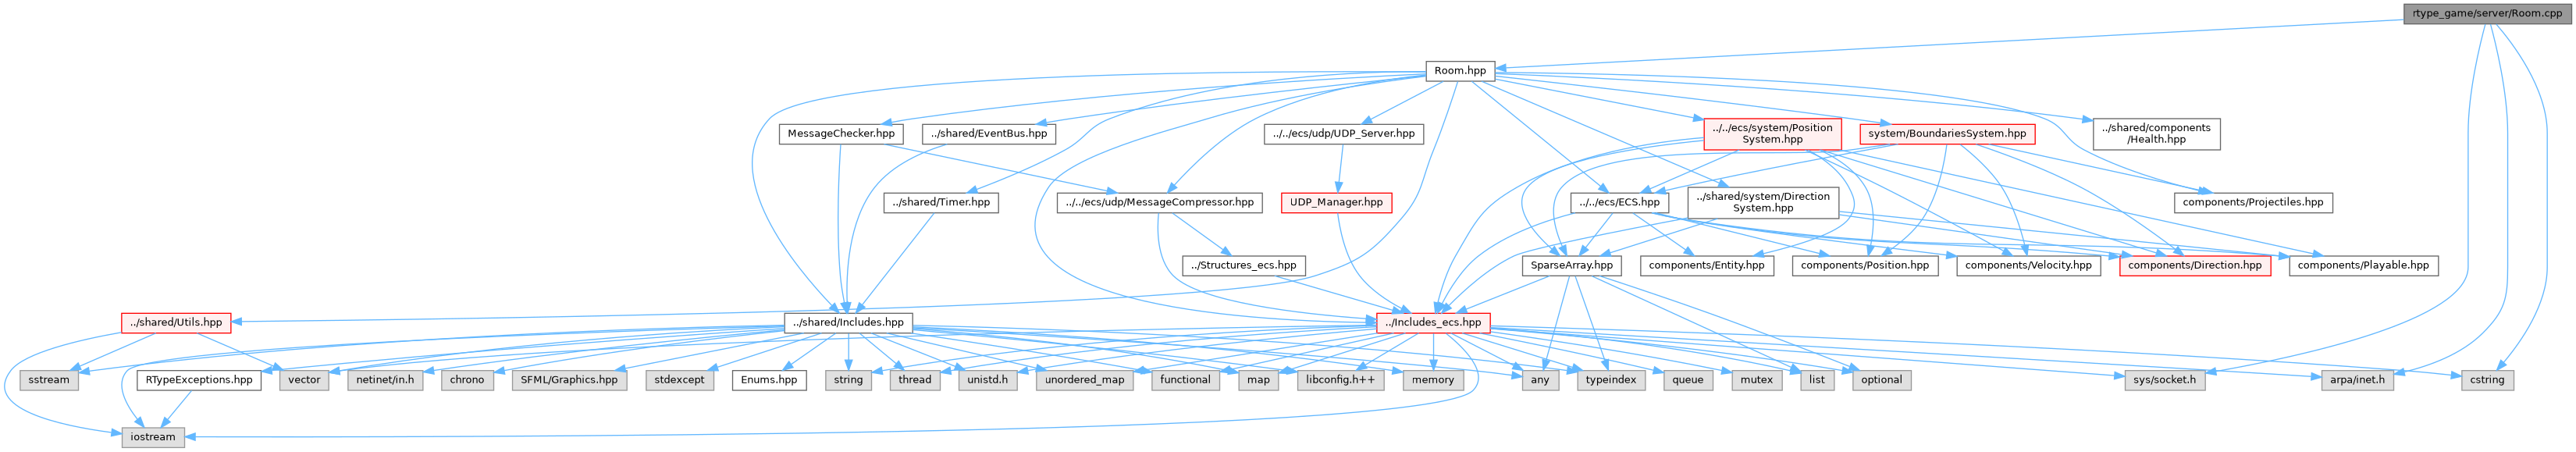 rtype_game/server/Room.cpp
Room.hpp
MessageChecker.hpp
../shared/EventBus.hpp
../../ecs/udp/UDP_Server.hpp
../../ecs/system/Position
System.hpp
system/BoundariesSystem.hpp
../shared/components
/Health.hpp
../shared/Timer.hpp
../../ecs/udp/MessageCompressor.hpp
UDP_Manager.hpp
../../ecs/ECS.hpp
../shared/system/Direction
System.hpp
components/Projectiles.hpp
../Structures_ecs.hpp
SparseArray.hpp
components/Entity.hpp
components/Position.hpp
components/Velocity.hpp
components/Direction.hpp
components/Playable.hpp
../shared/Utils.hpp
../shared/Includes.hpp
../Includes_ecs.hpp
sstream
RTypeExceptions.hpp
vector
netinet/in.h
chrono
SFML/Graphics.hpp
stdexcept
Enums.hpp
string
thread
unistd.h
unordered_map
functional
map
libconfig.h++
memory
any
typeindex
queue
mutex
list
optional
sys/socket.h
arpa/inet.h
cstring
iostream